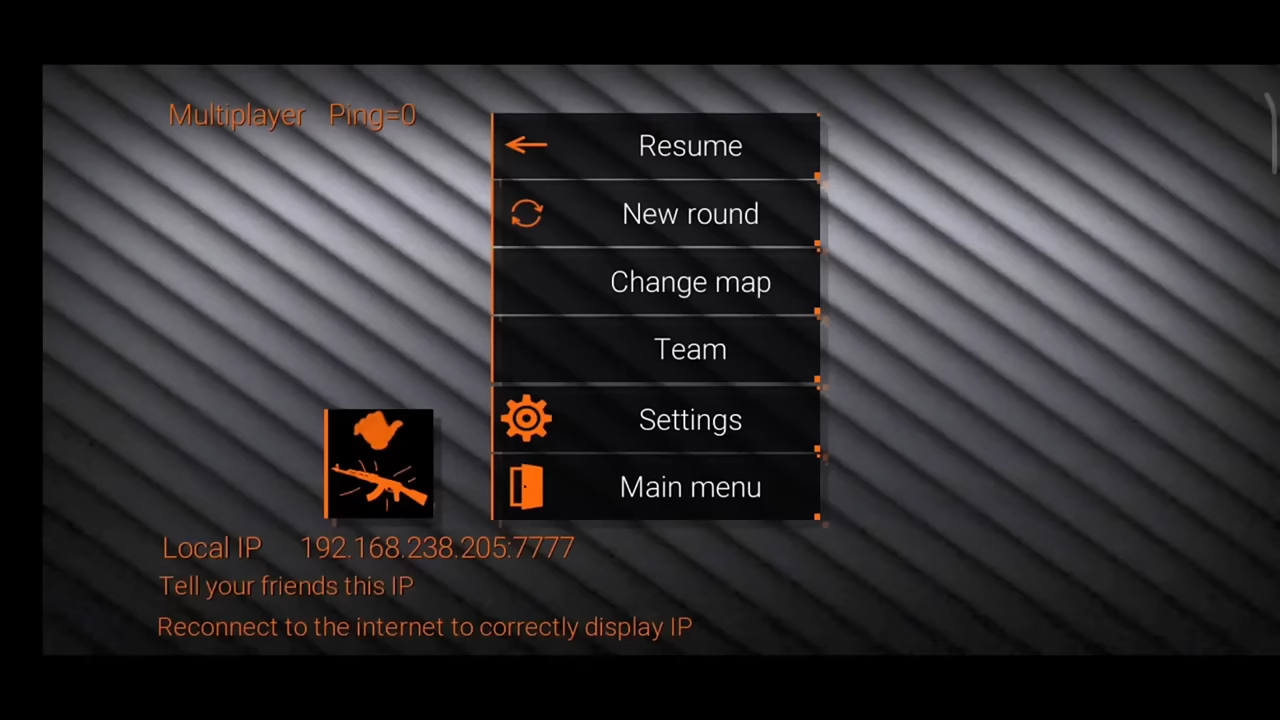 Multiplayer Ping=0
Resume
New round
Change map
Team
Settings
Main menu
Local IP 192.168.238.205:7777
Tell your friends this IP
Reconnect to the internet to correctly display IP